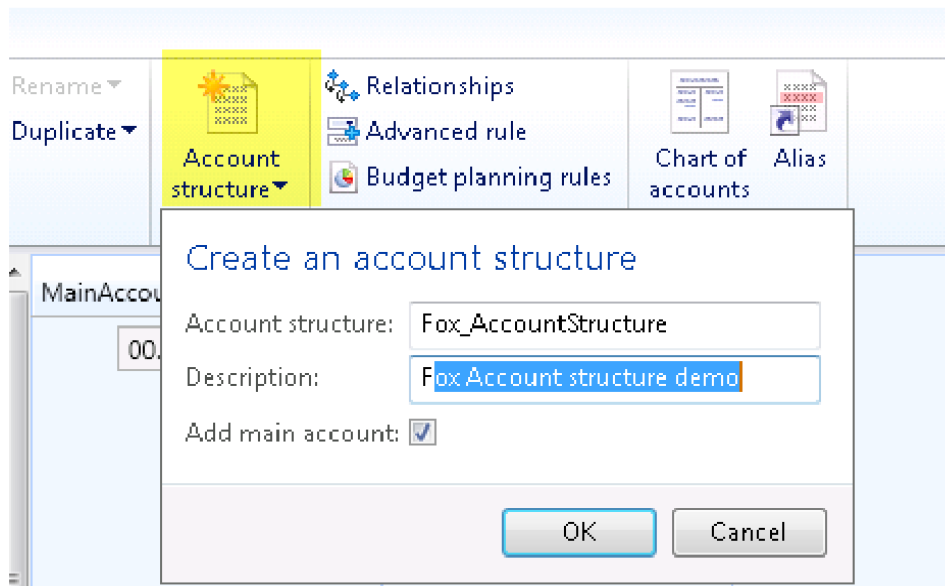 Rename
Duplicate
Account
structure
Relationships
Advanced rule
Budget planning rules
Chart of
accounts
Alias
Create an account structure
Account structure: Fox_AccountStructure
Description: Fox Account structure demo
Add main account:
OK Cancel
MainAccou
00.